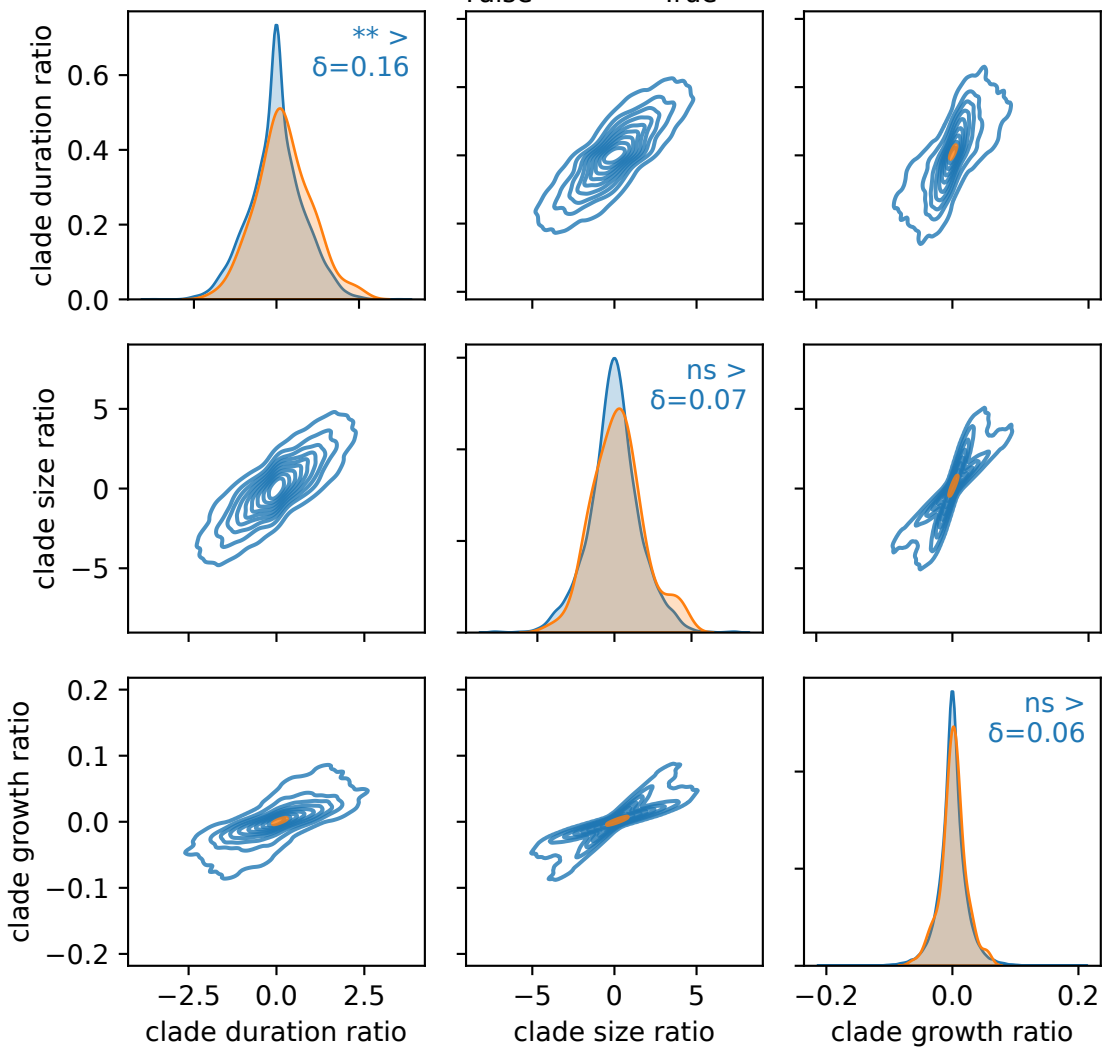 False True
clade duration ratio
0.6
0.4
0.2
0.0
** >
δ=0.16
clade size ratio
5
0
−5
ns >
δ=0.07
clade growth ratio
0.2
0.1
0.0
−0.1
−0.2
ns >
δ=0.06
−2.5 0.0 2.5
−5 0 5
−0.2 0.0 0.2
clade duration ratio
clade size ratio
clade growth ratio